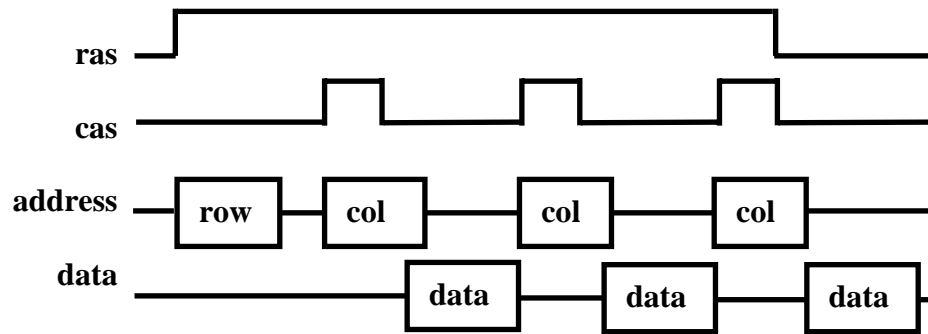 ras
cas
address row col col col
data data data data